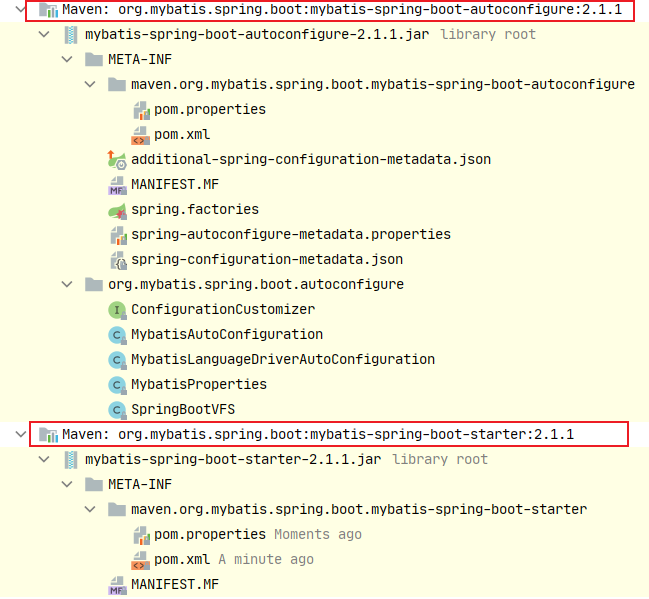 Maven: org.mybatis.spring.boot:mybatis-spring-boot-autoconfigure:2.1.1
mybatis-spring-boot-autoconfigure-2.1.1.jar library root
META-INF
maven.org.mybatis.spring.boot.mybatis-spring-boot-autoconfigure
pom.properties
<> pom.xml
additional-spring-configuration-metadata.json
MF MANIFEST.MF
spring.factories
spring-autoconfigure-metadata.properties
spring-configuration-metadata.json
org.mybatis.spring.boot.autoconfigure
I ConfigurationCustomizer
C MybatisAutoConfiguration
C MybatisLanguageDriverAutoConfiguration
C MybatisProperties
C SpringBootVFS
Maven: org.mybatis.spring.boot:mybatis-spring-boot-starter:2.1.1
mybatis-spring-boot-starter-2.1.1.jar library root
META-INF
maven.org.mybatis.spring.boot.mybatis-spring-boot-starter
pom.properties Moments ago
<> pom.xml A minute ago
MF MANIFEST.MF